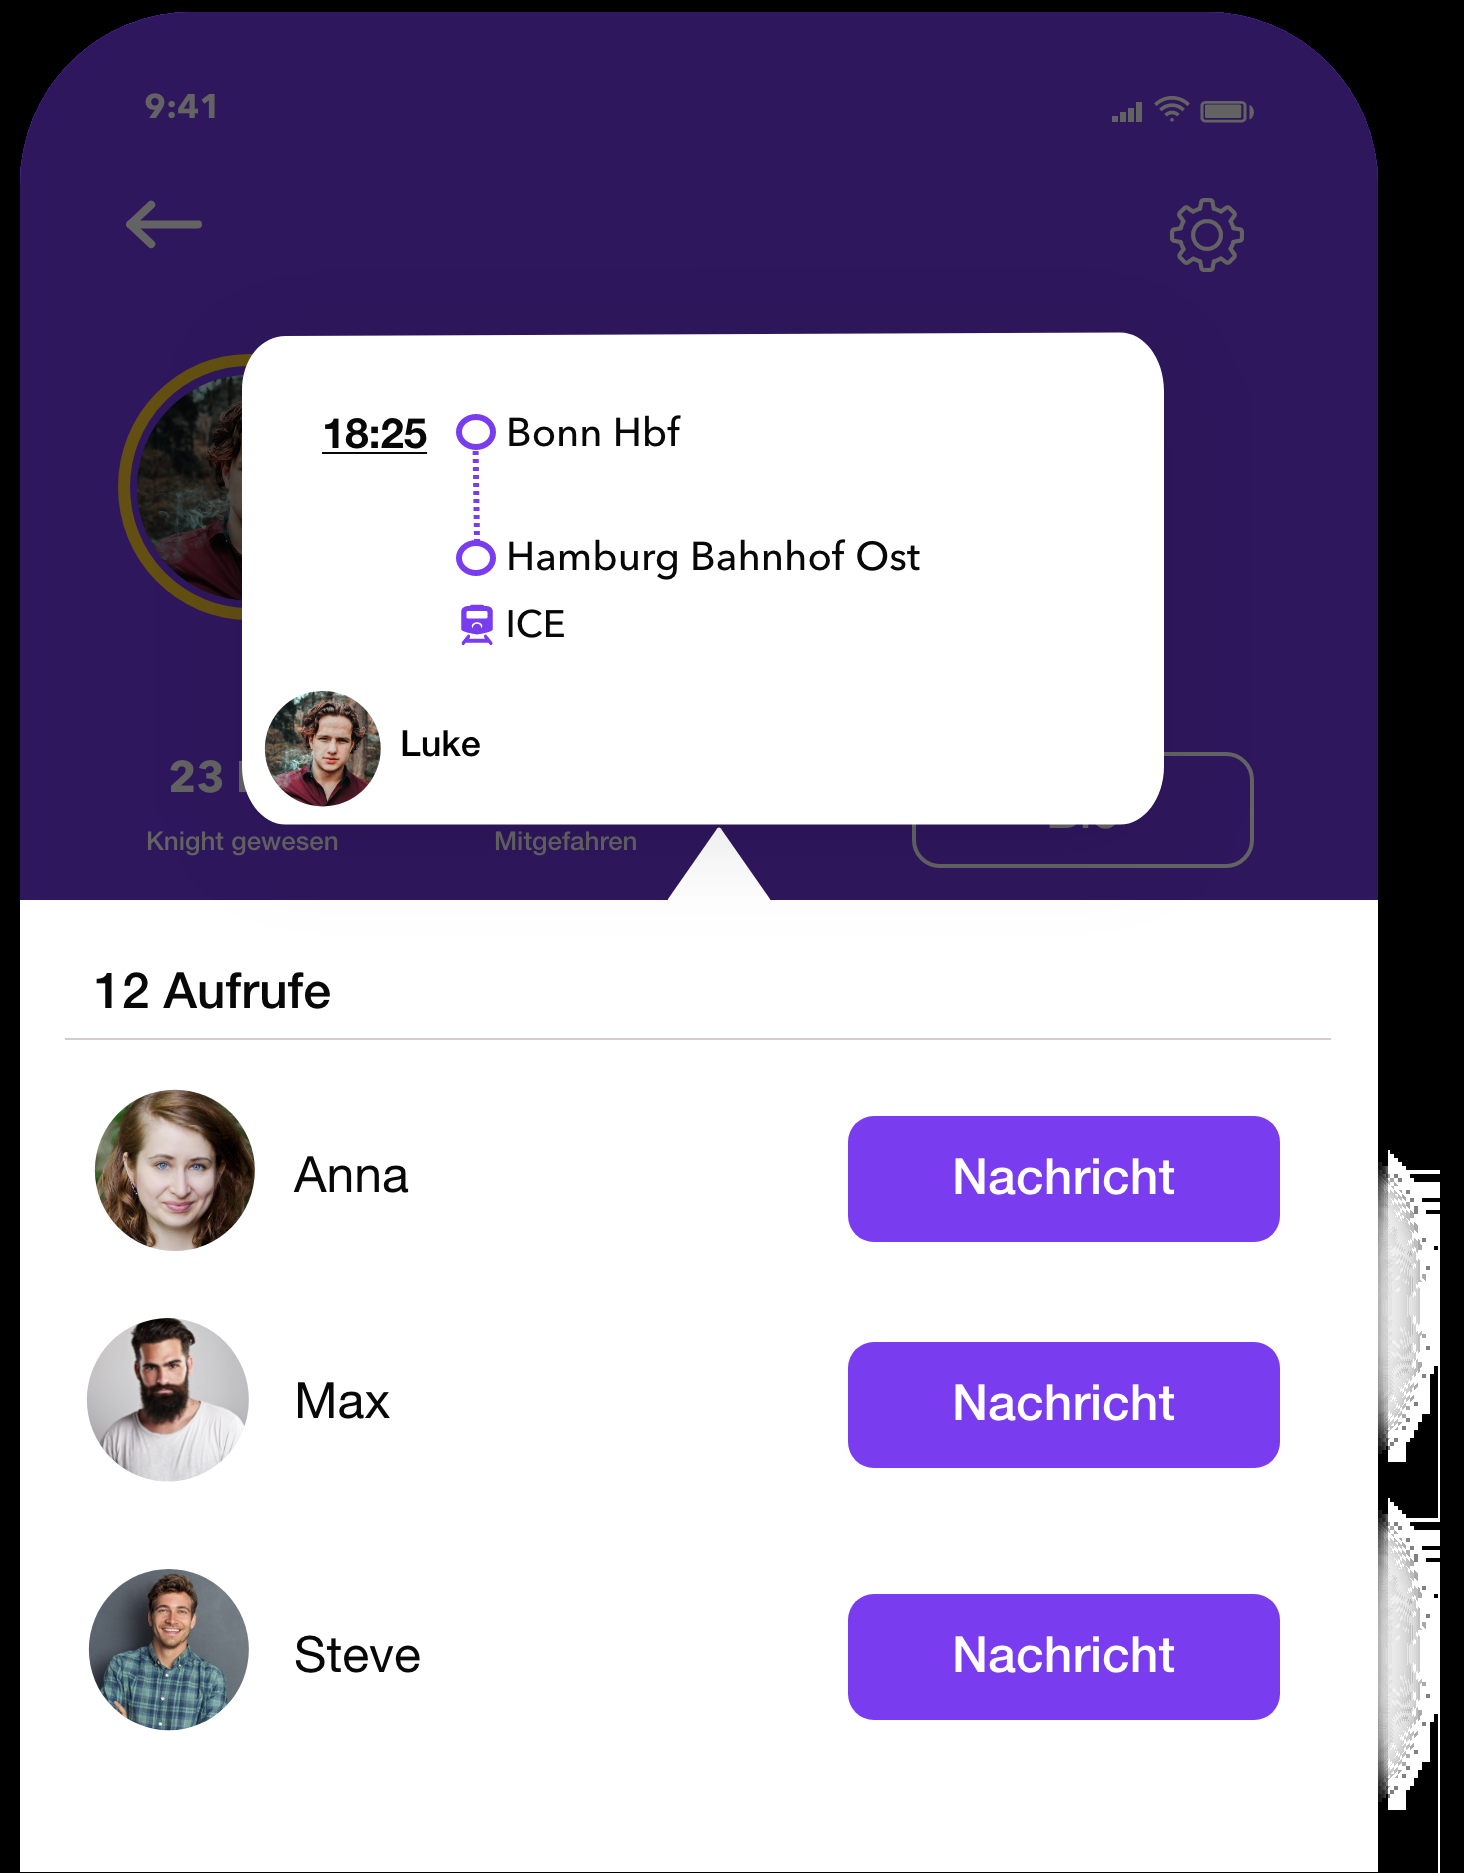 9:41
18:25 Bonn Hbf
Hamburg Bahnhof Ost
ICE
Luke
23
Knight gewesen
Mitgefahren
12 Aufrufe
Anna
Nachricht
Max
Nachricht
Steve
Nachricht